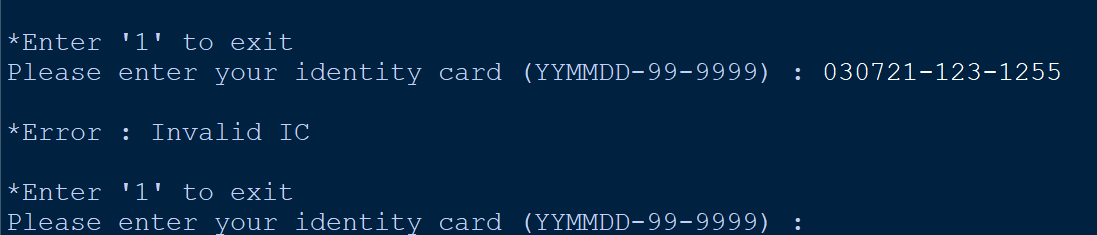 *Enter '1' to exit
Please enter your identity card (YYMMDD-99-9999) : 030721-123-1255
*Error : Invalid IC
*Enter '1' to exit
Please enter your identity card (YYMMDD-99-9999) :